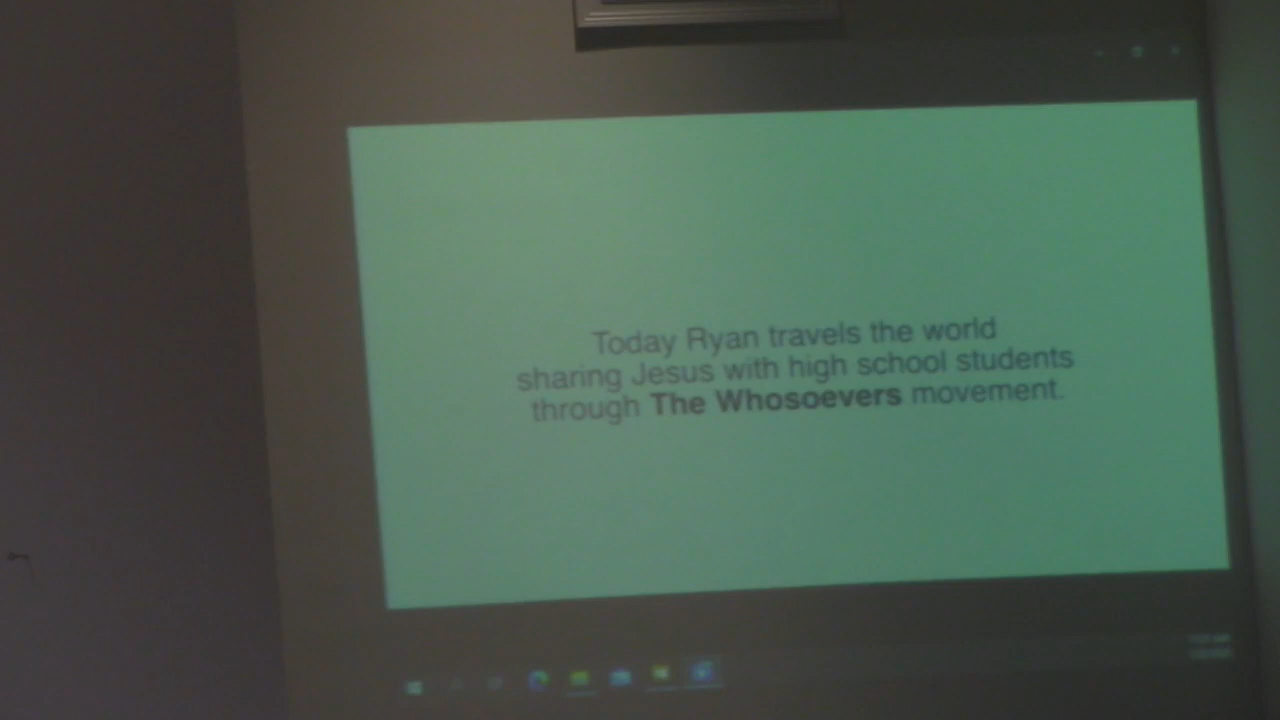 Today Ryan travels the world
sharing Jesus with high school students
through The Whosoevers movement.